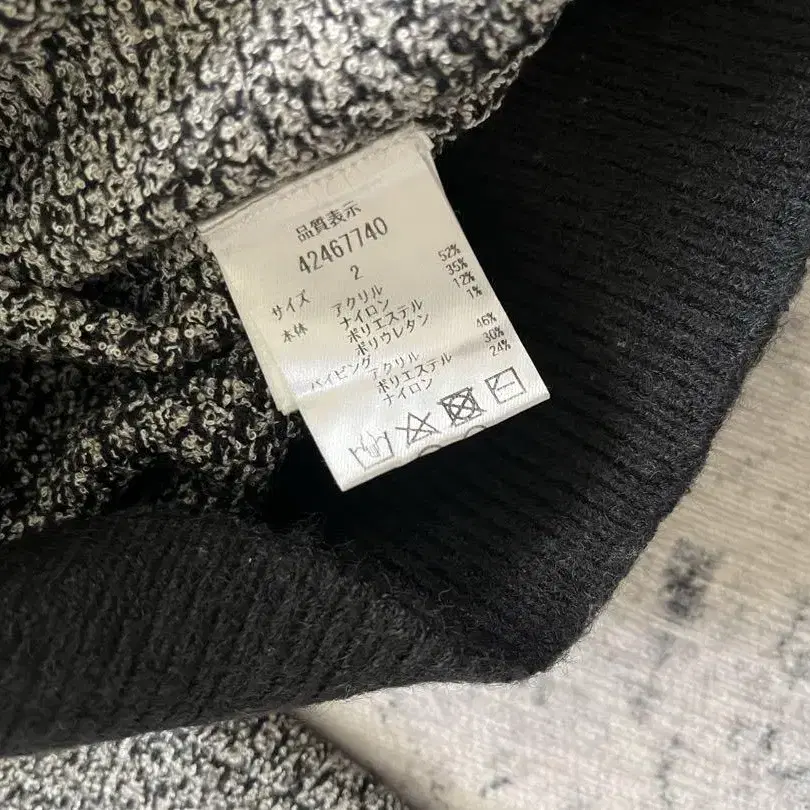 品質表示
42467740
サイズ 2
本体 アクリル 52%
ナイロン 35%
ポリエステル 12%
ポリウレタン 1%
パイピング アクリル 46%
ポリエステル 30%
ナイロン 24%